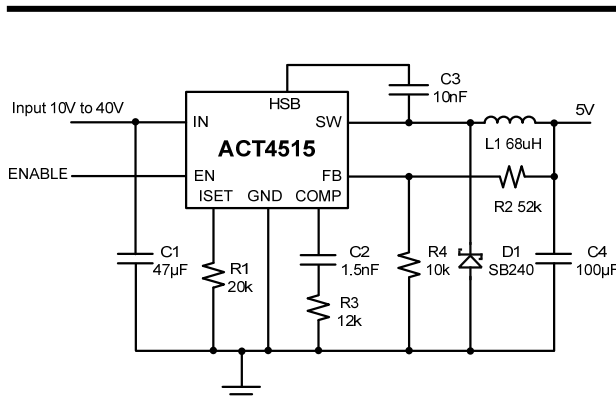 C3
10nF
HSB
Input 10V to 40V
IN
SW
5V
ACT4515
L1 68uH
ENABLE
EN
FB
ISET
GND
COMP
R2 52k
C1
47µF
R1
20k
C2
1.5nF
R3
12k
R4
10k
D1
SB240
C4
100µF